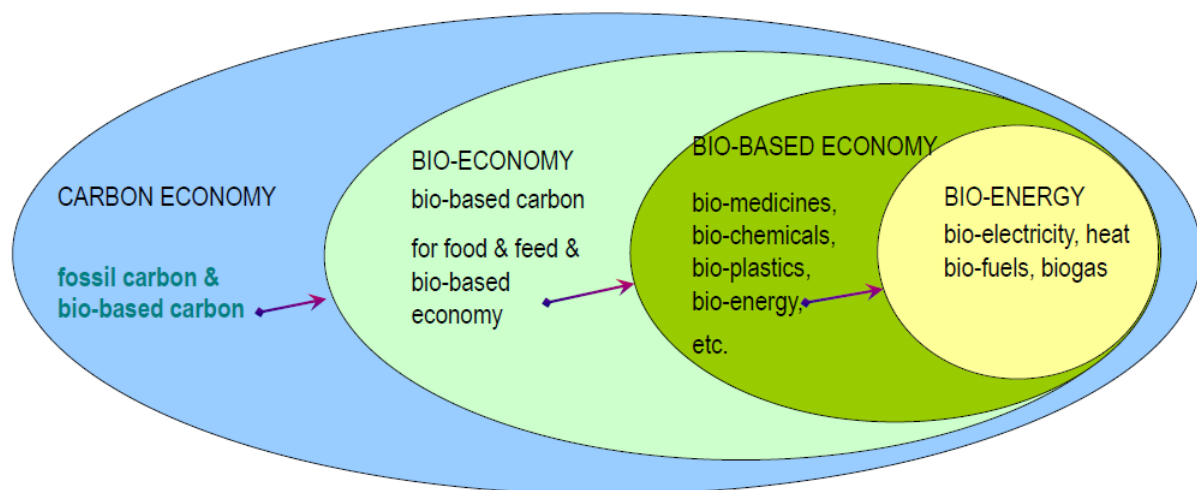 CARBON ECONOMY
fossil carbon &
bio-based carbon
BIO-ECONOMY
bio-based carbon
for food & feed &
bio-based
economy
BIO-BASED ECONOMY
bio-medicines,
bio-chemicals,
bio-plastics,
bio-energy,
etc.
BIO-ENERGY
bio-electricity, heat
bio-fuels, biogas